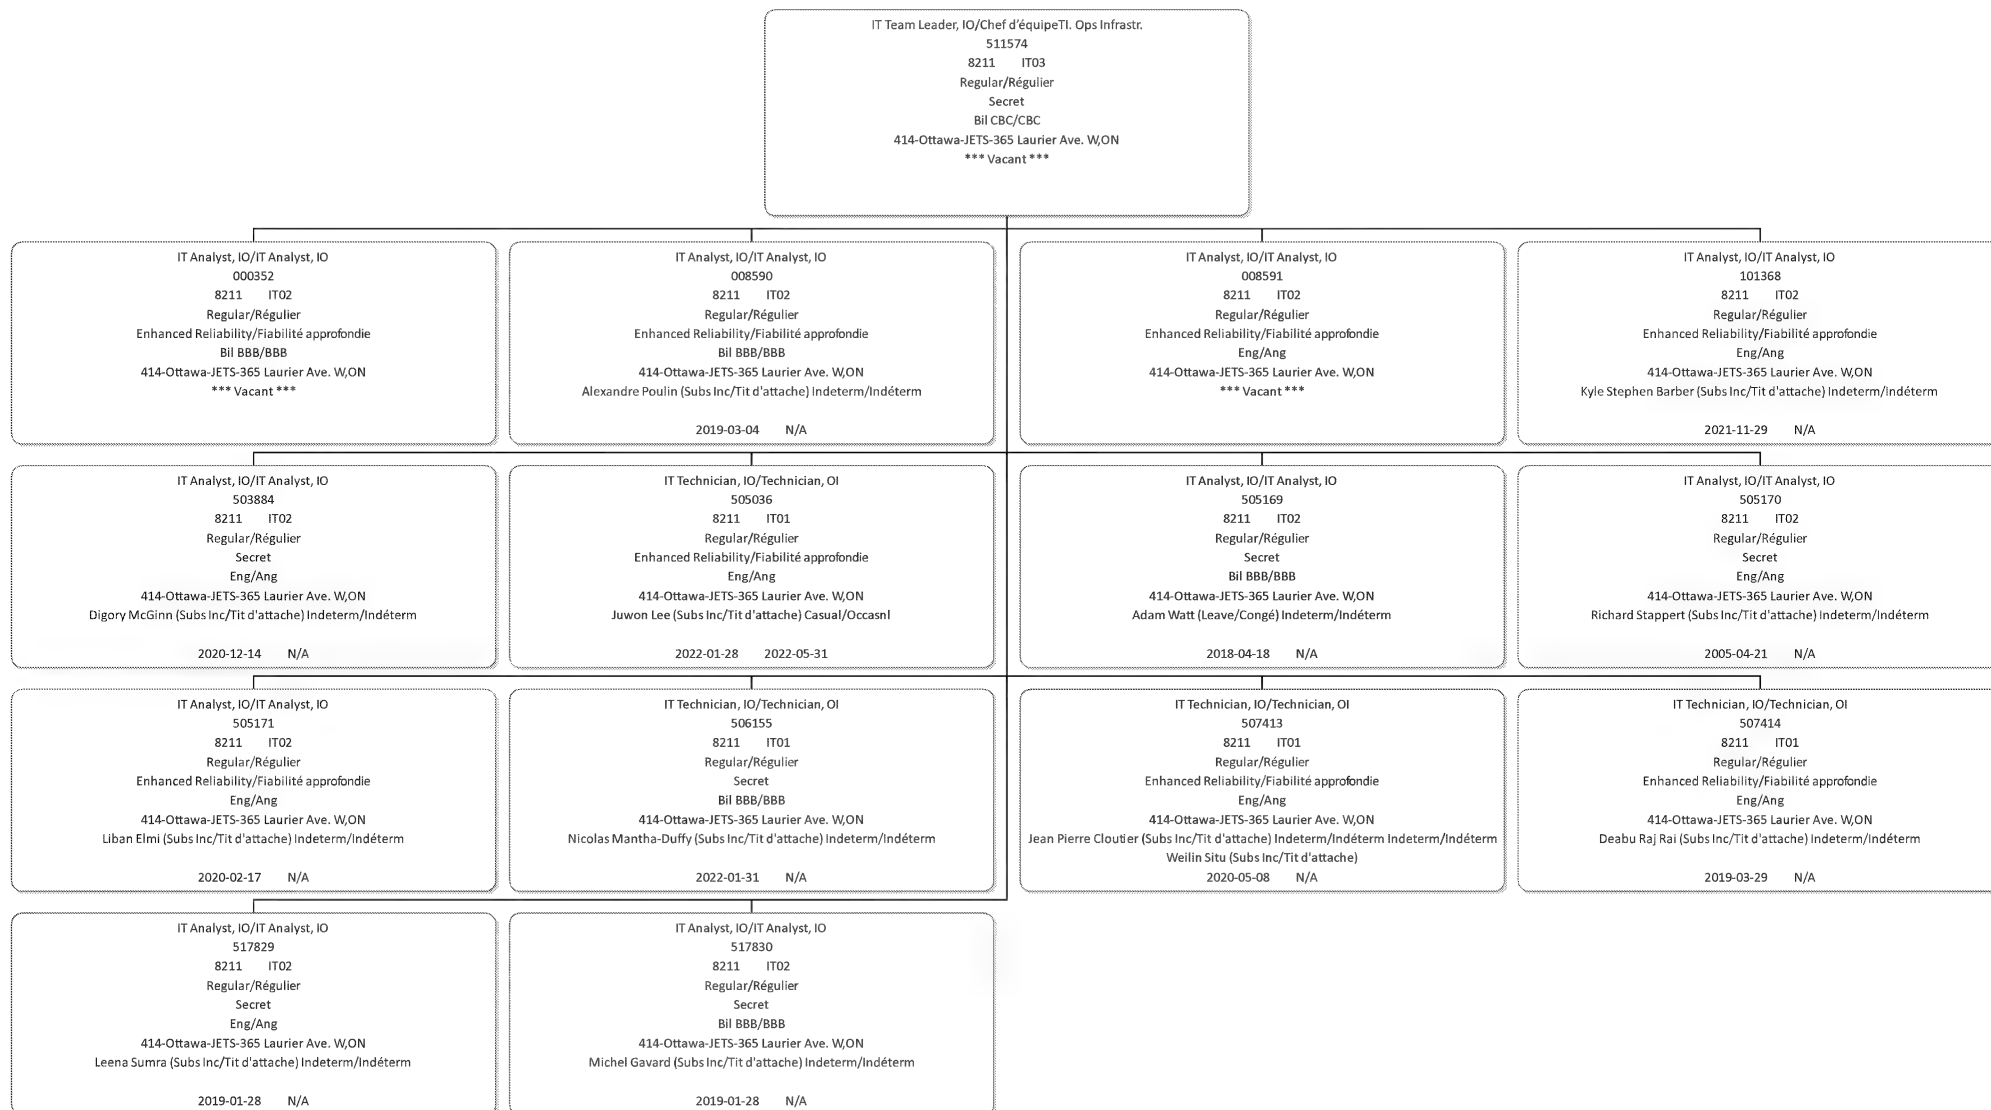 IT Team Leader, IO/Chef d'équipeTI. Ops Infrastr.
511574
8211 IT03
Regular/Régulier
Secret
Bil CBC/CBC
414-Ottawa-JETS-365 Laurier Ave. W,ON
*** Vacant ***
IT Analyst, IO/IT Analyst, IO
000352
8211 IT02
Regular/Régulier
Enhanced Reliability/Fiabilité approfondie
Bil BBB/BBB
414-Ottawa-JETS-365 Laurier Ave. W,ON
*** Vacant ***
IT Analyst, IO/IT Analyst, IO
008590
8211 IT02
Regular/Régulier
Enhanced Reliability/Fiabilité approfondie
Bil BBB/BBB
414-Ottawa-JETS-365 Laurier Ave. W,ON
Alexandre Poulin (Subs Inc/Tit d'attache) Indeterm/Indéterm
2019-03-04 N/A
IT Analyst, IO/IT Analyst, IO
008591
8211 IT02
Regular/Régulier
Enhanced Reliability/Fiabilité approfondie
Eng/Ang
414-Ottawa-JETS-365 Laurier Ave. W,ON
*** Vacant ***
IT Analyst, IO/IT Analyst, IO
101368
8211 IT02
Regular/Régulier
Enhanced Reliability/Fiabilité approfondie
Eng/Ang
414-Ottawa-JETS-365 Laurier Ave. W,ON
Kyle Stephen Barber (Subs Inc/Tit d'attache) Indeterm/Indéterm
2021-11-29 N/A
IT Analyst, IO/IT Analyst, IO
503884
8211 IT02
Regular/Régulier
Secret
Eng/Ang
414-Ottawa-JETS-365 Laurier Ave. W,ON
Digory McGinn (Subs Inc/Tit d'attache) Indeterm/Indéterm
2020-12-14 N/A
IT Technician, IO/Technician, OI
505036
8211 IT01
Regular/Régulier
Enhanced Reliability/Fiabilité approfondie
Eng/Ang
414-Ottawa-JETS-365 Laurier Ave. W,ON
Juwon Lee (Subs Inc/Tit d'attache) Casual/Occasnl
2022-01-28 2022-05-31
IT Analyst, IO/IT Analyst, IO
505169
8211 IT02
Regular/Régulier
Secret
Bil BBB/BBB
414-Ottawa-JETS-365 Laurier Ave. W,ON
Adam Watt (Leave/Congé) Indeterm/Indéterm
2018-04-18 N/A
IT Analyst, IO/IT Analyst, IO
505170
8211 IT02
Regular/Régulier
Secret
Eng/Ang
414-Ottawa-JETS-365 Laurier Ave. W,ON
Richard Stappert (Subs Inc/Tit d'attache) Indeterm/Indéterm
2005-04-21 N/A
IT Analyst, IO/IT Analyst, IO
505171
8211 IT02
Regular/Régulier
Enhanced Reliability/Fiabilité approfondie
Eng/Ang
414-Ottawa-JETS-365 Laurier Ave. W,ON
Liban Elmi (Subs Inc/Tit d'attache) Indeterm/Indéterm
2020-02-17 N/A
IT Technician, IO/Technician, OI
506155
8211 IT01
Regular/Régulier
Secret
Bil BBB/BBB
414-Ottawa-JETS-365 Laurier Ave. W,ON
Nicolas Mantha-Duffy (Subs Inc/Tit d'attache) Indeterm/Indéterm
2022-01-31 N/A
IT Technician, IO/Technician, OI
507413
8211 IT01
Regular/Régulier
Enhanced Reliability/Fiabilité approfondie
Eng/Ang
414-Ottawa-JETS-365 Laurier Ave. W,ON
Jean Pierre Cloutier (Subs Inc/Tit d'attache) Indeterm/Indéterm Indeterm/Indéterm
Weilin Situ (Subs Inc/Tit d'attache)
2020-05-08 N/A
IT Technician, IO/Technician, OI
507414
8211 IT01
Regular/Régulier
Enhanced Reliability/Fiabilité approfondie
Eng/Ang
414-Ottawa-JETS-365 Laurier Ave. W,ON
Deabu Raj Rai (Subs Inc/Tit d'attache) Indeterm/Indéterm
2019-03-29 N/A
IT Analyst, IO/IT Analyst, IO
517829
8211 IT02
Regular/Régulier
Secret
Eng/Ang
414-Ottawa-JETS-365 Laurier Ave. W,ON
Leena Sumra (Subs Inc/Tit d'attache) Indeterm/Indéterm
2019-01-28 N/A
IT Analyst, IO/IT Analyst, IO
517830
8211 IT02
Regular/Régulier
Secret
Bil BBB/BBB
414-Ottawa-JETS-365 Laurier Ave. W,ON
Michel Gavard (Subs Inc/Tit d'attache) Indeterm/Indéterm
2019-01-28 N/A